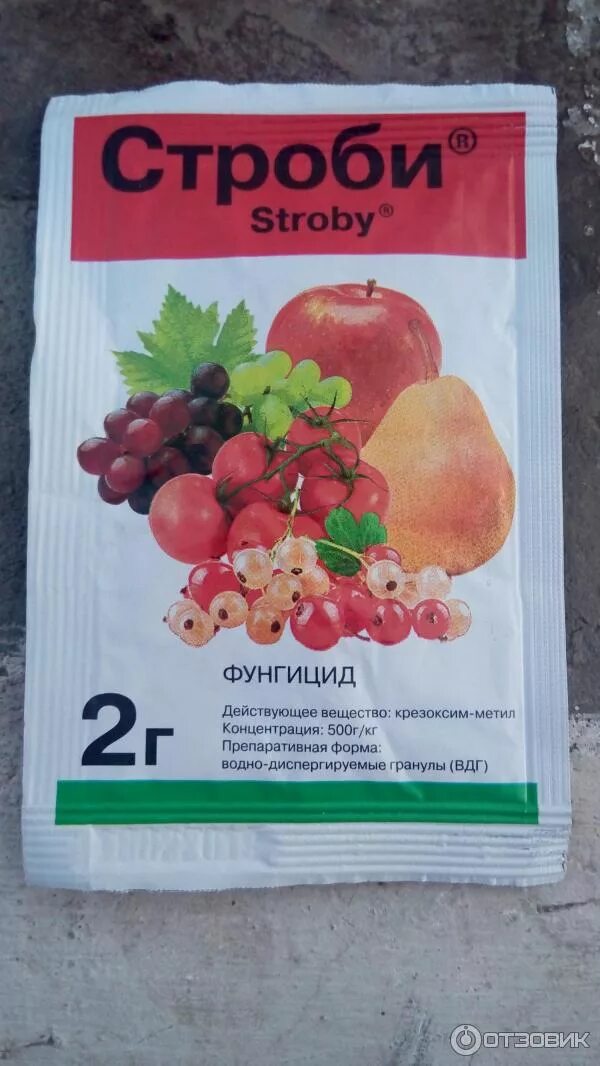 Строби®
Stroby®
ФУНГИЦИД
2г
Действующее вещество: крезоксим-метил
Концентрация: 500г/кг
Препаративная форма:
водно-диспергируемые гранулы (ВДГ)
ОТЗОВИК